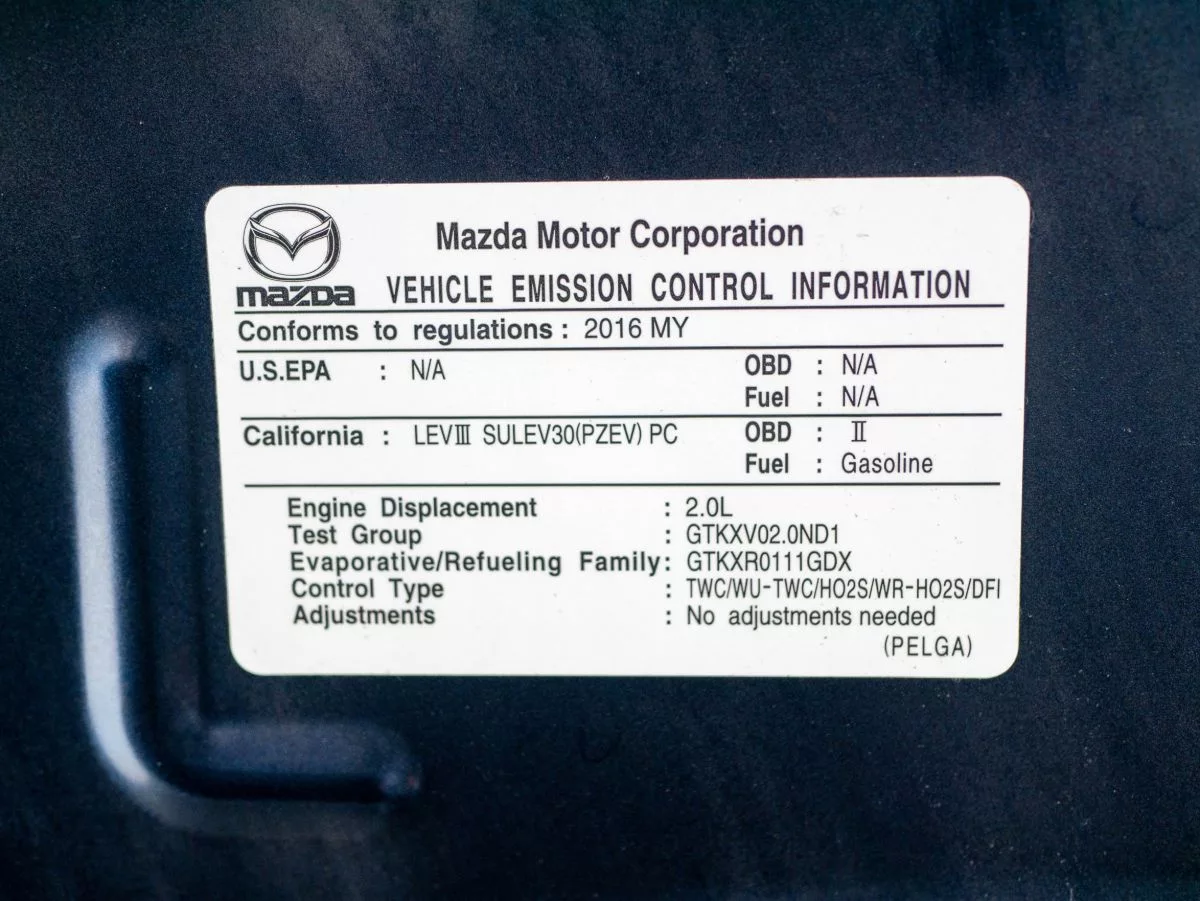 Mazda Motor Corporation
mazda VEHICLE EMISSION CONTROL INFORMATION
Conforms to regulations : 2016 MY
U.S.EPA : N/A OBD : N/A
Fuel : N/A
California : LEVⅢ SULEV30(PZEV) PC OBD : Ⅱ
Fuel : Gasoline
Engine Displacement : 2.0L
Test Group : GTKXV02.0ND1
Evaporative/Refueling Family : GTKXR0111GDX
Control Type : TWC/WU-TWC/HO2S/WR-HO2S/DFI
Adjustments : No adjustments needed
(PELGA)